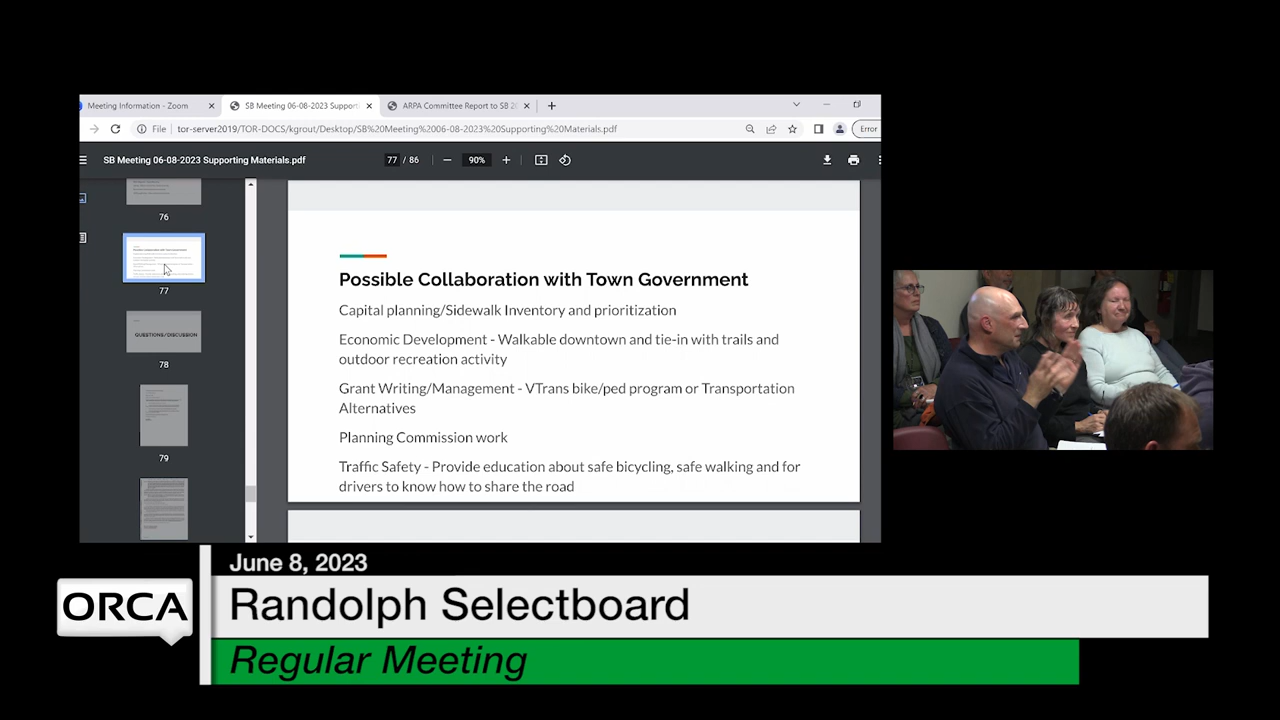 Meeting Information - Zoom
SB Meeting 06-08-2023 Support
ARPA Committee Report to SB 2
File tor-server2019/TOR-DOCS/kgrout/Desktop/SB%20Meeting%2006-08-2023%20Supporting%20Materials.pdf
Error
SB Meeting 06-08-2023 Supporting Materials.pdf
77 / 86
90%
76
77
QUESTIONS/DISCUSSION
78
79
Possible Collaboration with Town Government
Capital planning/Sidewalk Inventory and prioritization
Economic Development - Walkable downtown and tie-in with trails and
outdoor recreation activity
Grant Writing/Management - VTrans bike/ped program or Transportation
Alternatives
Planning Commission work
Traffic Safety - Provide education about safe bicycling, safe walking and for
drivers to know how to share the road
June 8, 2023
ORCA
Randolph Selectboard
Regular Meeting